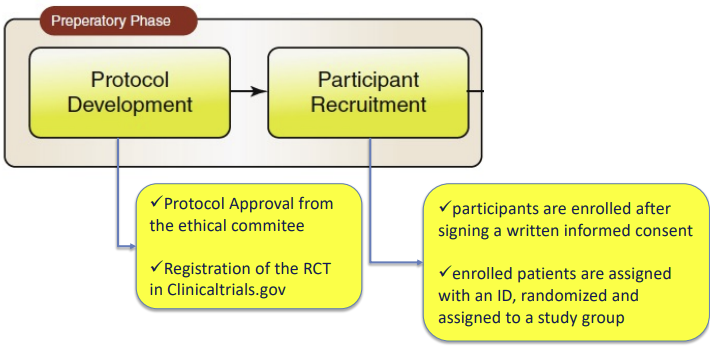 Preperatory Phase
Protocol
Development
Participant
Recruitment
✓Protocol Approval from
the ethical commitee
✓Registration of the RCT
in Clinicaltrials.gov
✓participants are enrolled after
signing a written informed consent
✓enrolled patients are assigned
with an ID, randomized and
assigned to a study group